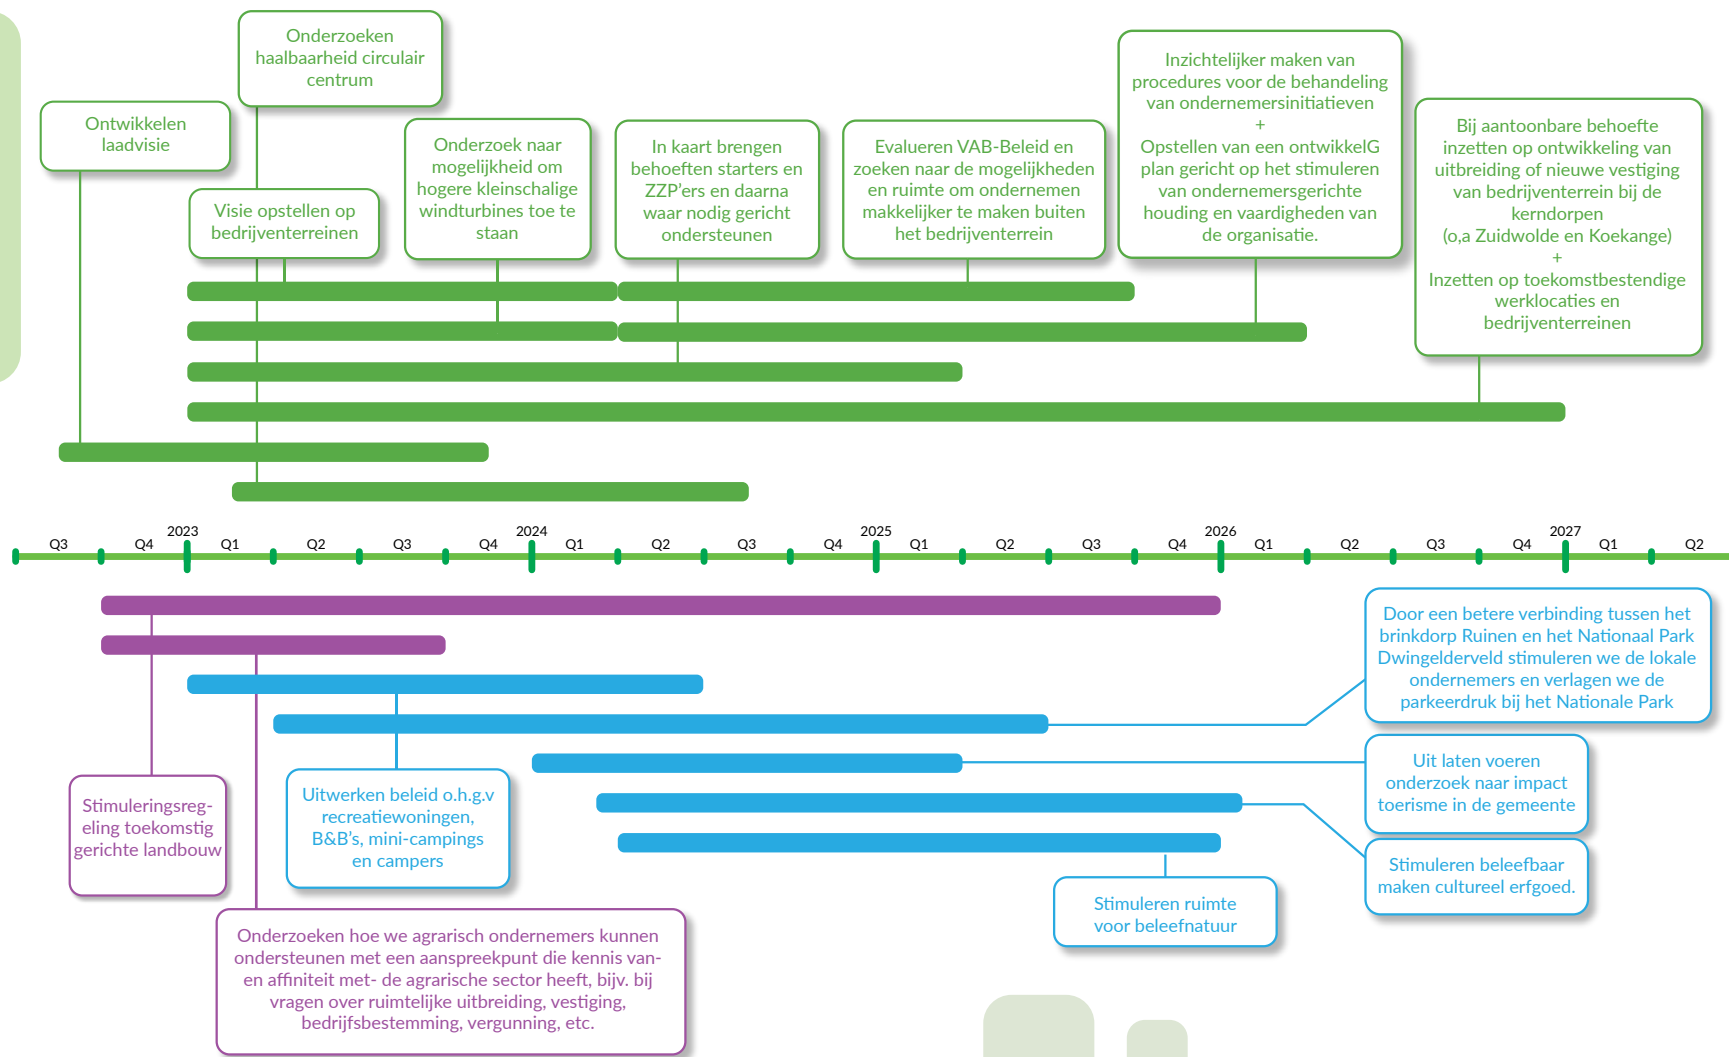 Onderzoeken
haalbaarheid circulair
centrum
Ontwikkelen
laadvisie
Visie opstellen op
bedrijventerreinen
Onderzoek naar
mogelijkheid om
hogere kleinschalige
windturbines toe te
staan
In kaart brengen
behoeften starters en
ZZP'ers en daarna
waar nodig gericht
ondersteunen
Evalueren VAB-Beleid en
zoeken naar de mogelijkheden
en ruimte om ondernemen
makkelijker te maken buiten
het bedrijventerrein
Inzichtelijker maken van
procedures voor de behandeling
van ondernemersinitiatieven
+
Opstellen van een ontwikkelG
plan gericht op het stimuleren
van ondernemersgerichte
houding en vaardigheden van
de organisatie.
Bij aantoonbare behoefte
inzetten op ontwikkeling van
uitbreiding of nieuwe vestiging
van bedrijventerrein bij de
kerndorpen
(o,a Zuidwolde en Koekange)
+
Inzetten op toekomstbestendige
werklocaties en
bedrijventerreinen
2023 2024 2025 2026 2027
Q3 Q4 Q1 Q2 Q3 Q4 Q1 Q2 Q3 Q4 Q1 Q2 Q3 Q4 Q1 Q2 Q3 Q4 Q1 Q2
Door een betere verbinding tussen het
brinkdorp Ruinen en het Nationaal Park
Dwingelderveld stimuleren we de lokale
ondernemers en verlagen we de
parkeerdruk bij het Nationale Park
Uit laten voeren
onderzoek naar impact
toerisme in de gemeente
Stimuleren beleefbaar
maken cultureel erfgoed.
Stimuleren ruimte
voor beleefnatuur
Uitwerken beleid o.h.g.v
recreatiewoningen,
B&B's, mini-campings
en campers
Stimuleringsreg-
eling toekomstig
gerichte landbouw
Onderzoeken hoe we agrarisch ondernemers kunnen
ondersteunen met een aanspreekpunt die kennis van-
en affiniteit met- de agrarische sector heeft, bijv. bij
vragen over ruimtelijke uitbreiding, vestiging,
bedrijfsbestemming, vergunning, etc.